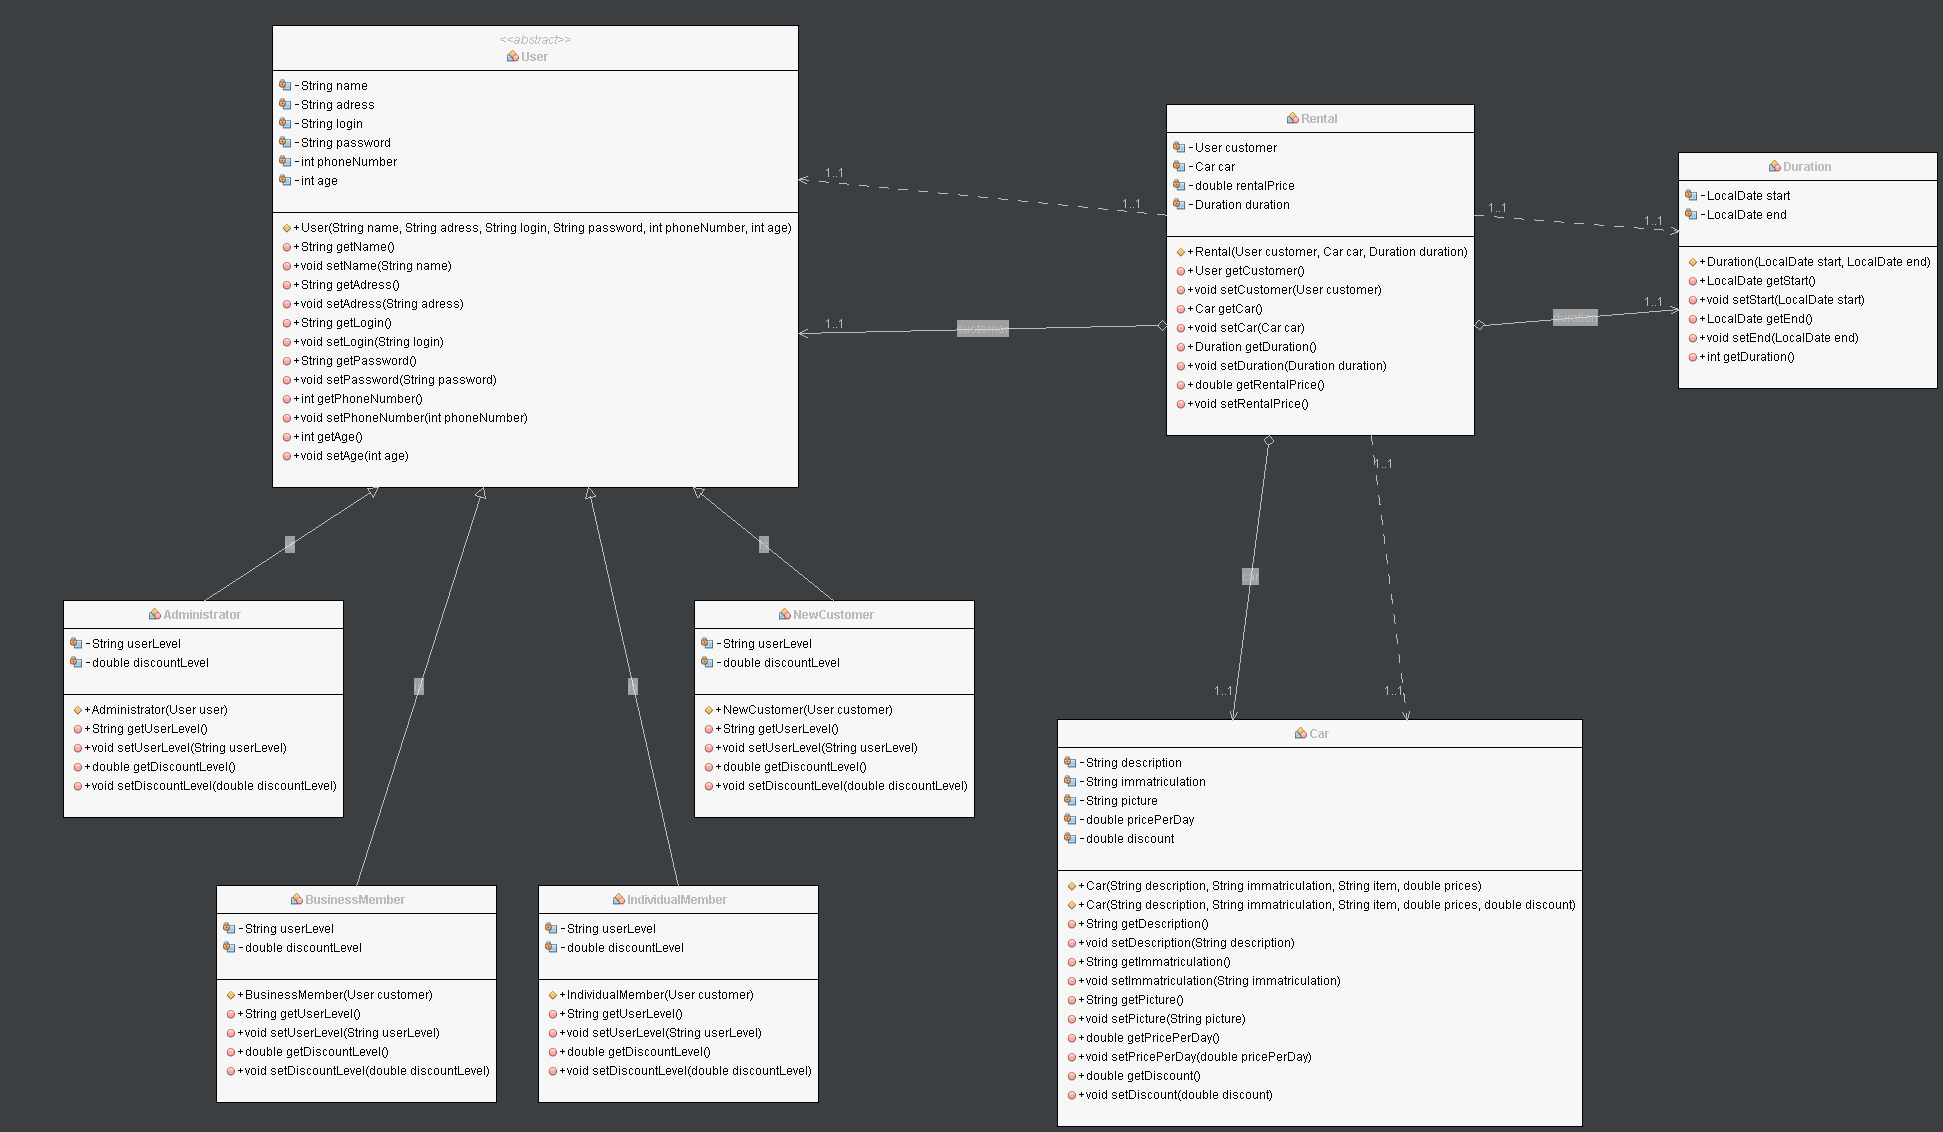 <<abstract>>
User
-String name
-String adress
-String login
-String password
-int phoneNumber
-int age
+User(String name, String adress, String login, String password, int phoneNumber, int age)
+String getName()
+void setName(String name)
+String getAdress()
+void setAdress(String adress)
+String getLogin()
+void setLogin(String login)
+String getPassword()
+void setPassword(String password)
+int getPhoneNumber()
+void setPhoneNumber(int phoneNumber)
+int getAge()
+void setAge(int age)
1..1
1..1
1..1
customer
Rental
-User customer
-Car car
-double rentalPrice
-Duration duration
+Rental(User customer, Car car, Duration duration)
+User getCustomer()
+void setCustomer(User customer)
+Car getCar()
+void setCar(Car car)
+Duration getDuration()
+void setDuration(Duration duration)
+double getRentalPrice()
+void setRentalPrice()
1..1
1..1
1..1
duration
Duration
-LocalDate start
-LocalDate end
+Duration(LocalDate start, LocalDate end)
+LocalDate getStart()
+void setStart(LocalDate start)
+LocalDate getEnd()
+void setEnd(LocalDate end)
+int getDuration()
1..1
car
1..1
1..1
Administrator
-String userLevel
-double discountLevel
+Administrator(User user)
+String getUserLevel()
+void setUserLevel(String userLevel)
+double getDiscountLevel()
+void setDiscountLevel(double discountLevel)
NewCustomer
-String userLevel
-double discountLevel
+NewCustomer(User customer)
+String getUserLevel()
+void setUserLevel(String userLevel)
+double getDiscountLevel()
+void setDiscountLevel(double discountLevel)
BusinessMember
-String userLevel
-double discountLevel
+BusinessMember(User customer)
+String getUserLevel()
+void setUserLevel(String userLevel)
+double getDiscountLevel()
+void setDiscountLevel(double discountLevel)
IndividualMember
-String userLevel
-double discountLevel
+IndividualMember(User customer)
+String getUserLevel()
+void setUserLevel(String userLevel)
+double getDiscountLevel()
+void setDiscountLevel(double discountLevel)
Car
-String description
-String immatriculation
-String picture
-double pricePerDay
-double discount
+Car(String description, String immatriculation, String item, double prices)
+Car(String description, String immatriculation, String item, double prices, double discount)
+String getDescription()
+void setDescription(String description)
+String getImmatriculation()
+void setImmatriculation(String immatriculation)
+String getPicture()
+void setPicture(String picture)
+double getPricePerDay()
+void setPricePerDay(double pricePerDay)
+double getDiscount()
+void setDiscount(double discount)